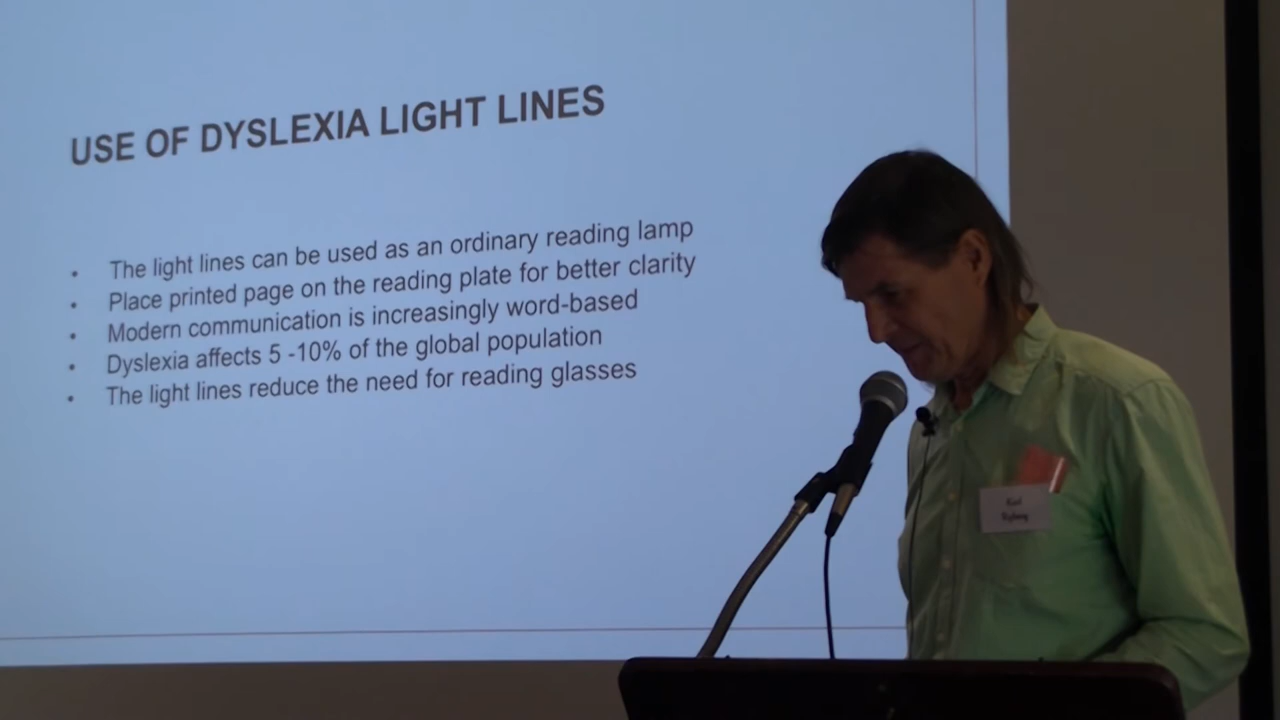 USE OF DYSLEXIA LIGHT LINES
• The light lines can be used as an ordinary reading lamp
• Place printed page on the reading plate for better clarity
• Modern communication is increasingly word-based
• Dyslexia affects 5 -10% of the global population
• The light lines reduce the need for reading glasses